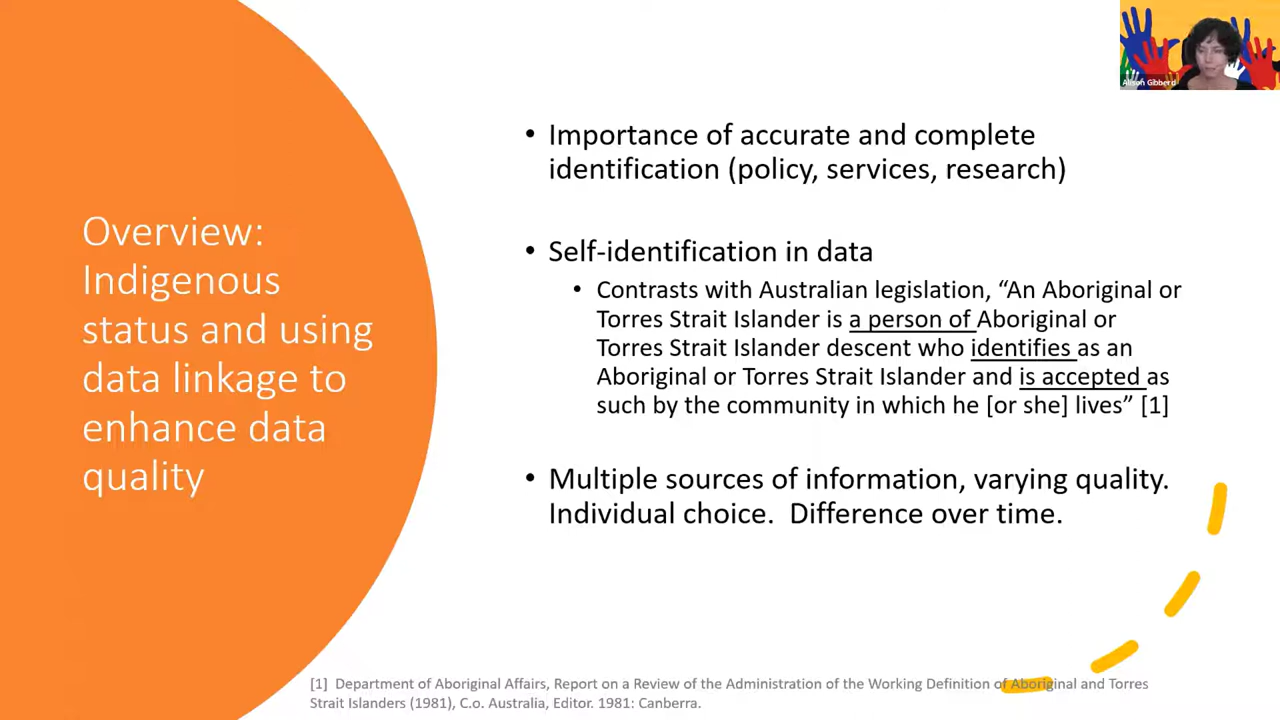 Alison Gibberd
Overview:
Indigenous
status and using
data linkage to
enhance data
quality
• Importance of accurate and complete
identification (policy, services, research)
• Self-identification in data
• Contrasts with Australian legislation, “An Aboriginal or
Torres Strait Islander is a person of Aboriginal or
Torres Strait Islander descent who identifies as an
Aboriginal or Torres Strait Islander and is accepted as
such by the community in which he [or she] lives” [1]
• Multiple sources of information, varying quality.
Individual choice.  Difference over time.
[1]  Department of Aboriginal Affairs, Report on a Review of the Administration of the Working Definition of Aboriginal and Torres
Strait Islanders (1981), C.o. Australia, Editor. 1981: Canberra.